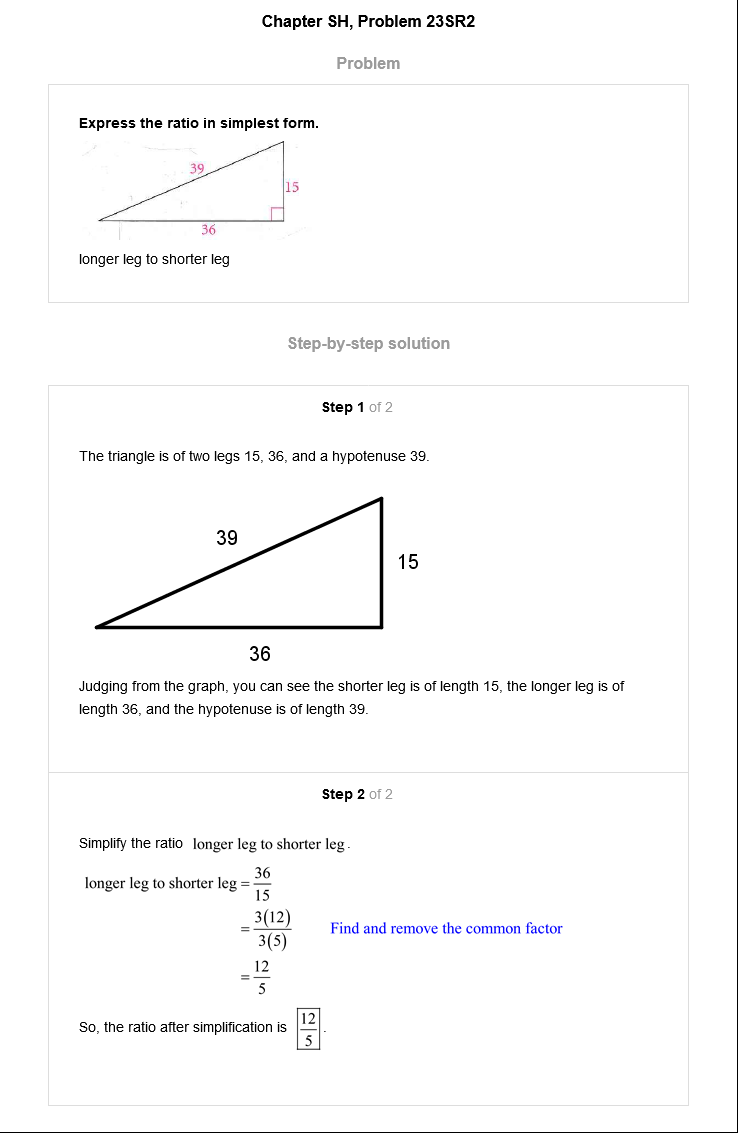 Chapter SH, Problem 23SR2
Problem
Express the ratio in simplest form.
39
15
36
longer leg to shorter leg
Step-by-step solution
Step 1 of 2
The triangle is of two legs 15, 36, and a hypotenuse 39.
39
15
36
Judging from the graph, you can see the shorter leg is of length 15, the longer leg is of
length 36, and the hypotenuse is of length 39.
Step 2 of 2
Simplify the ratio longer leg to shorter leg.
longer leg to shorter leg = 36/15
= 3(12)/3(5) Find and remove the common factor
= 12/5
So, the ratio after simplification is 12/5.